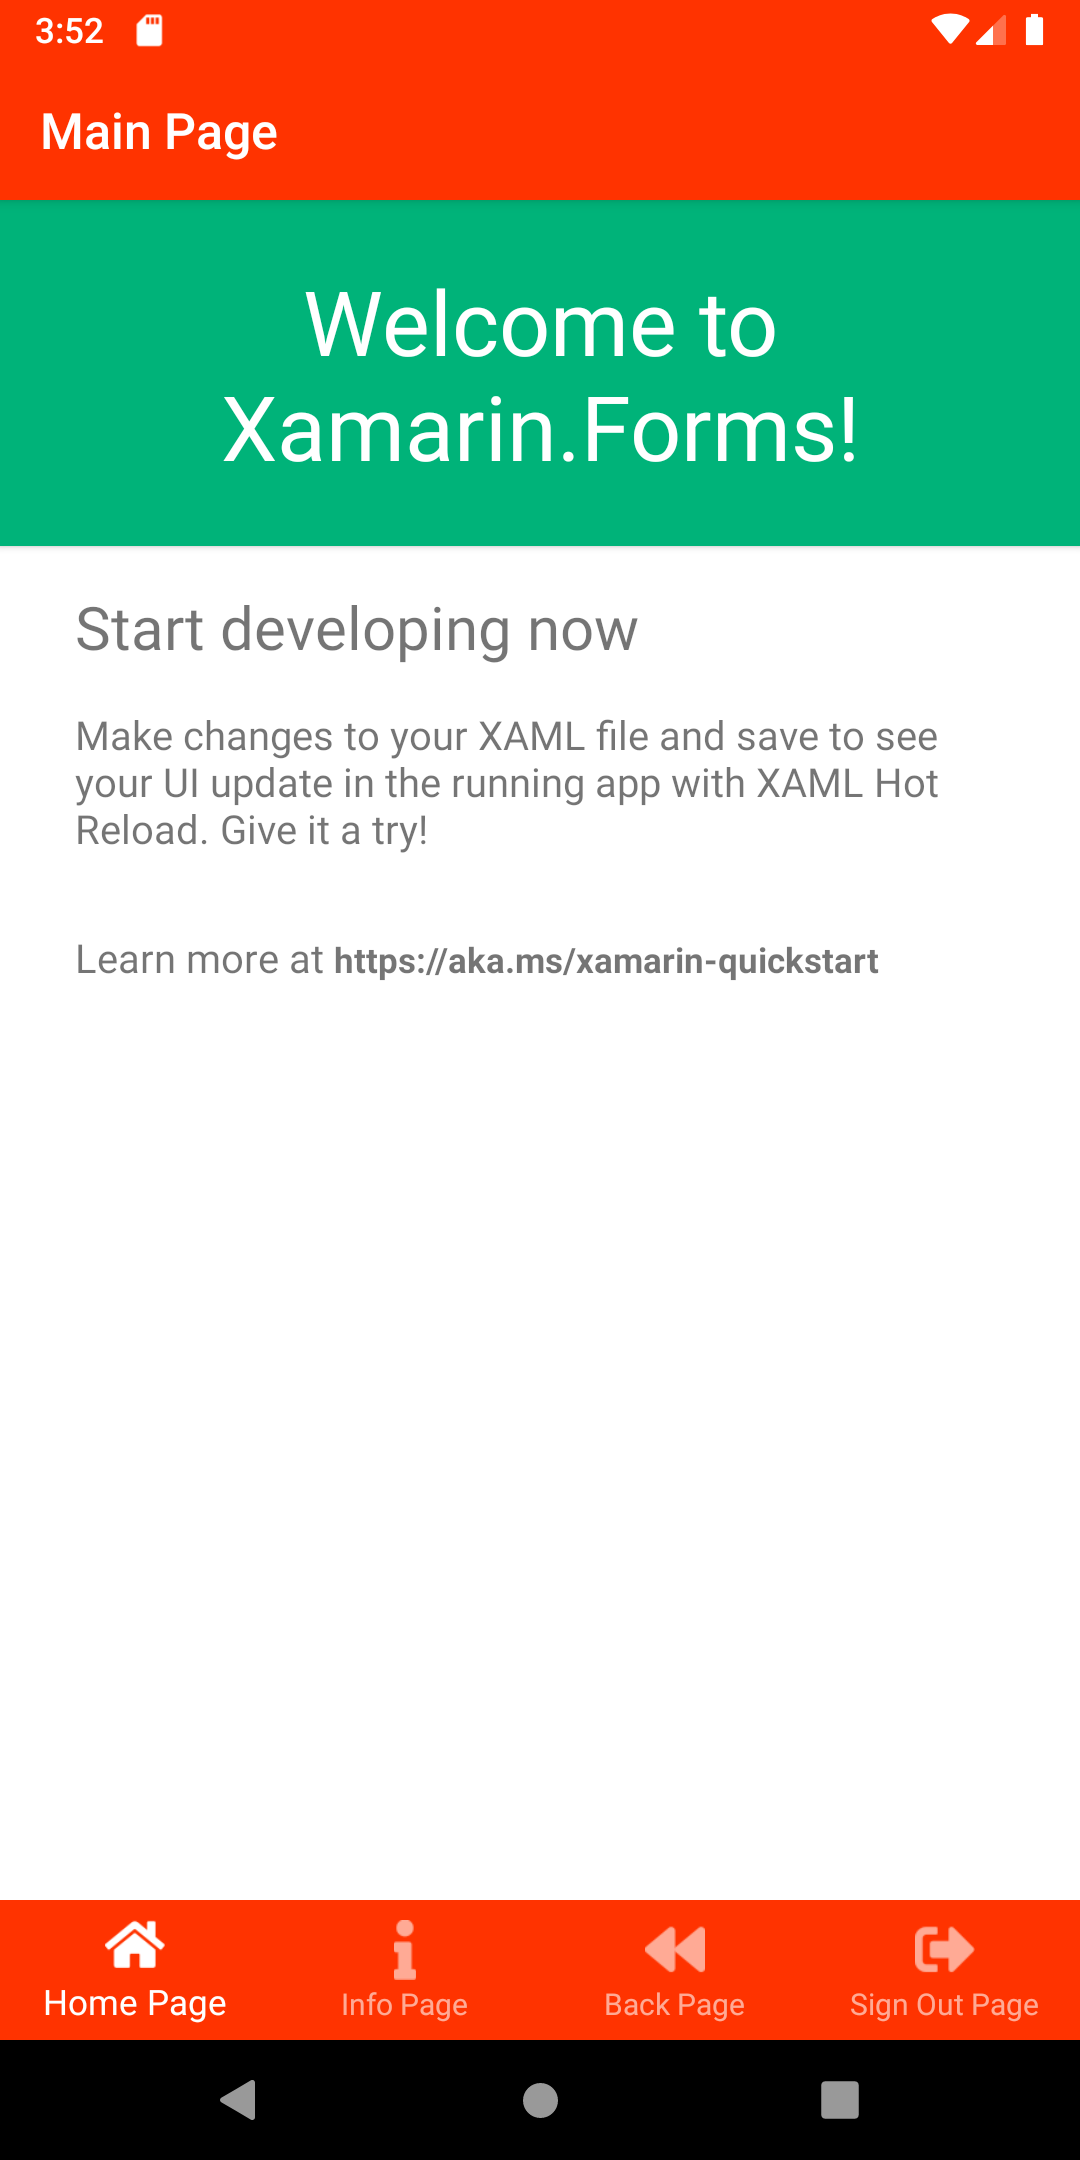 3:52
Main Page
Welcome to
Xamarin.Forms!
Start developing now
Make changes to your XAML file and save to see
your UI update in the running app with XAML Hot
Reload. Give it a try!
Learn more at https://aka.ms/xamarin-quickstart
Home Page
Info Page
Back Page
Sign Out Page